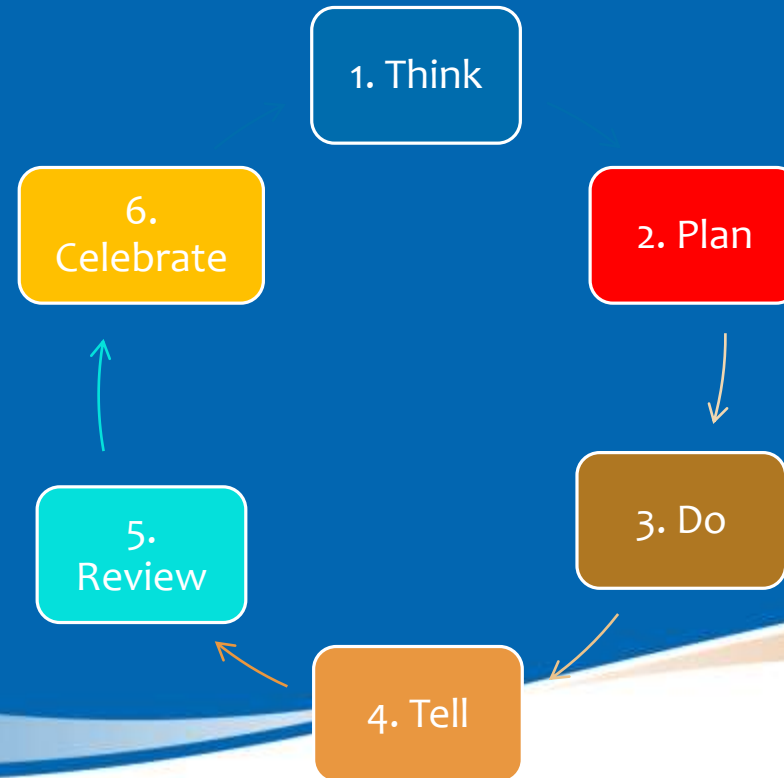 1. Think
2. Plan
3. Do
4. Tell
5.
Review
6.
Celebrate